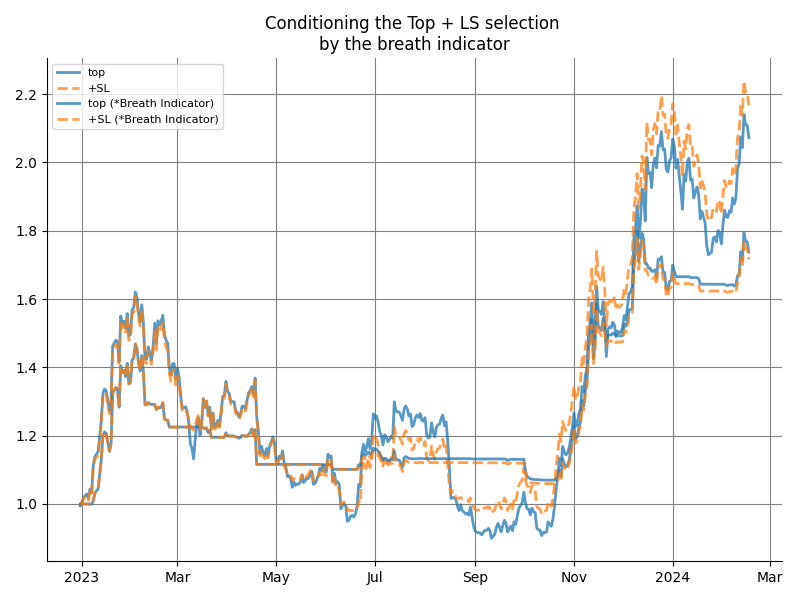 Conditioning the Top + LS selection
by the breath indicator
top
+SL
top (*Breath Indicator)
+SL (*Breath Indicator)
2.2
2.0
1.8
1.6
1.4
1.2
1.0
2023 Mar May Jul Sep Nov 2024 Mar